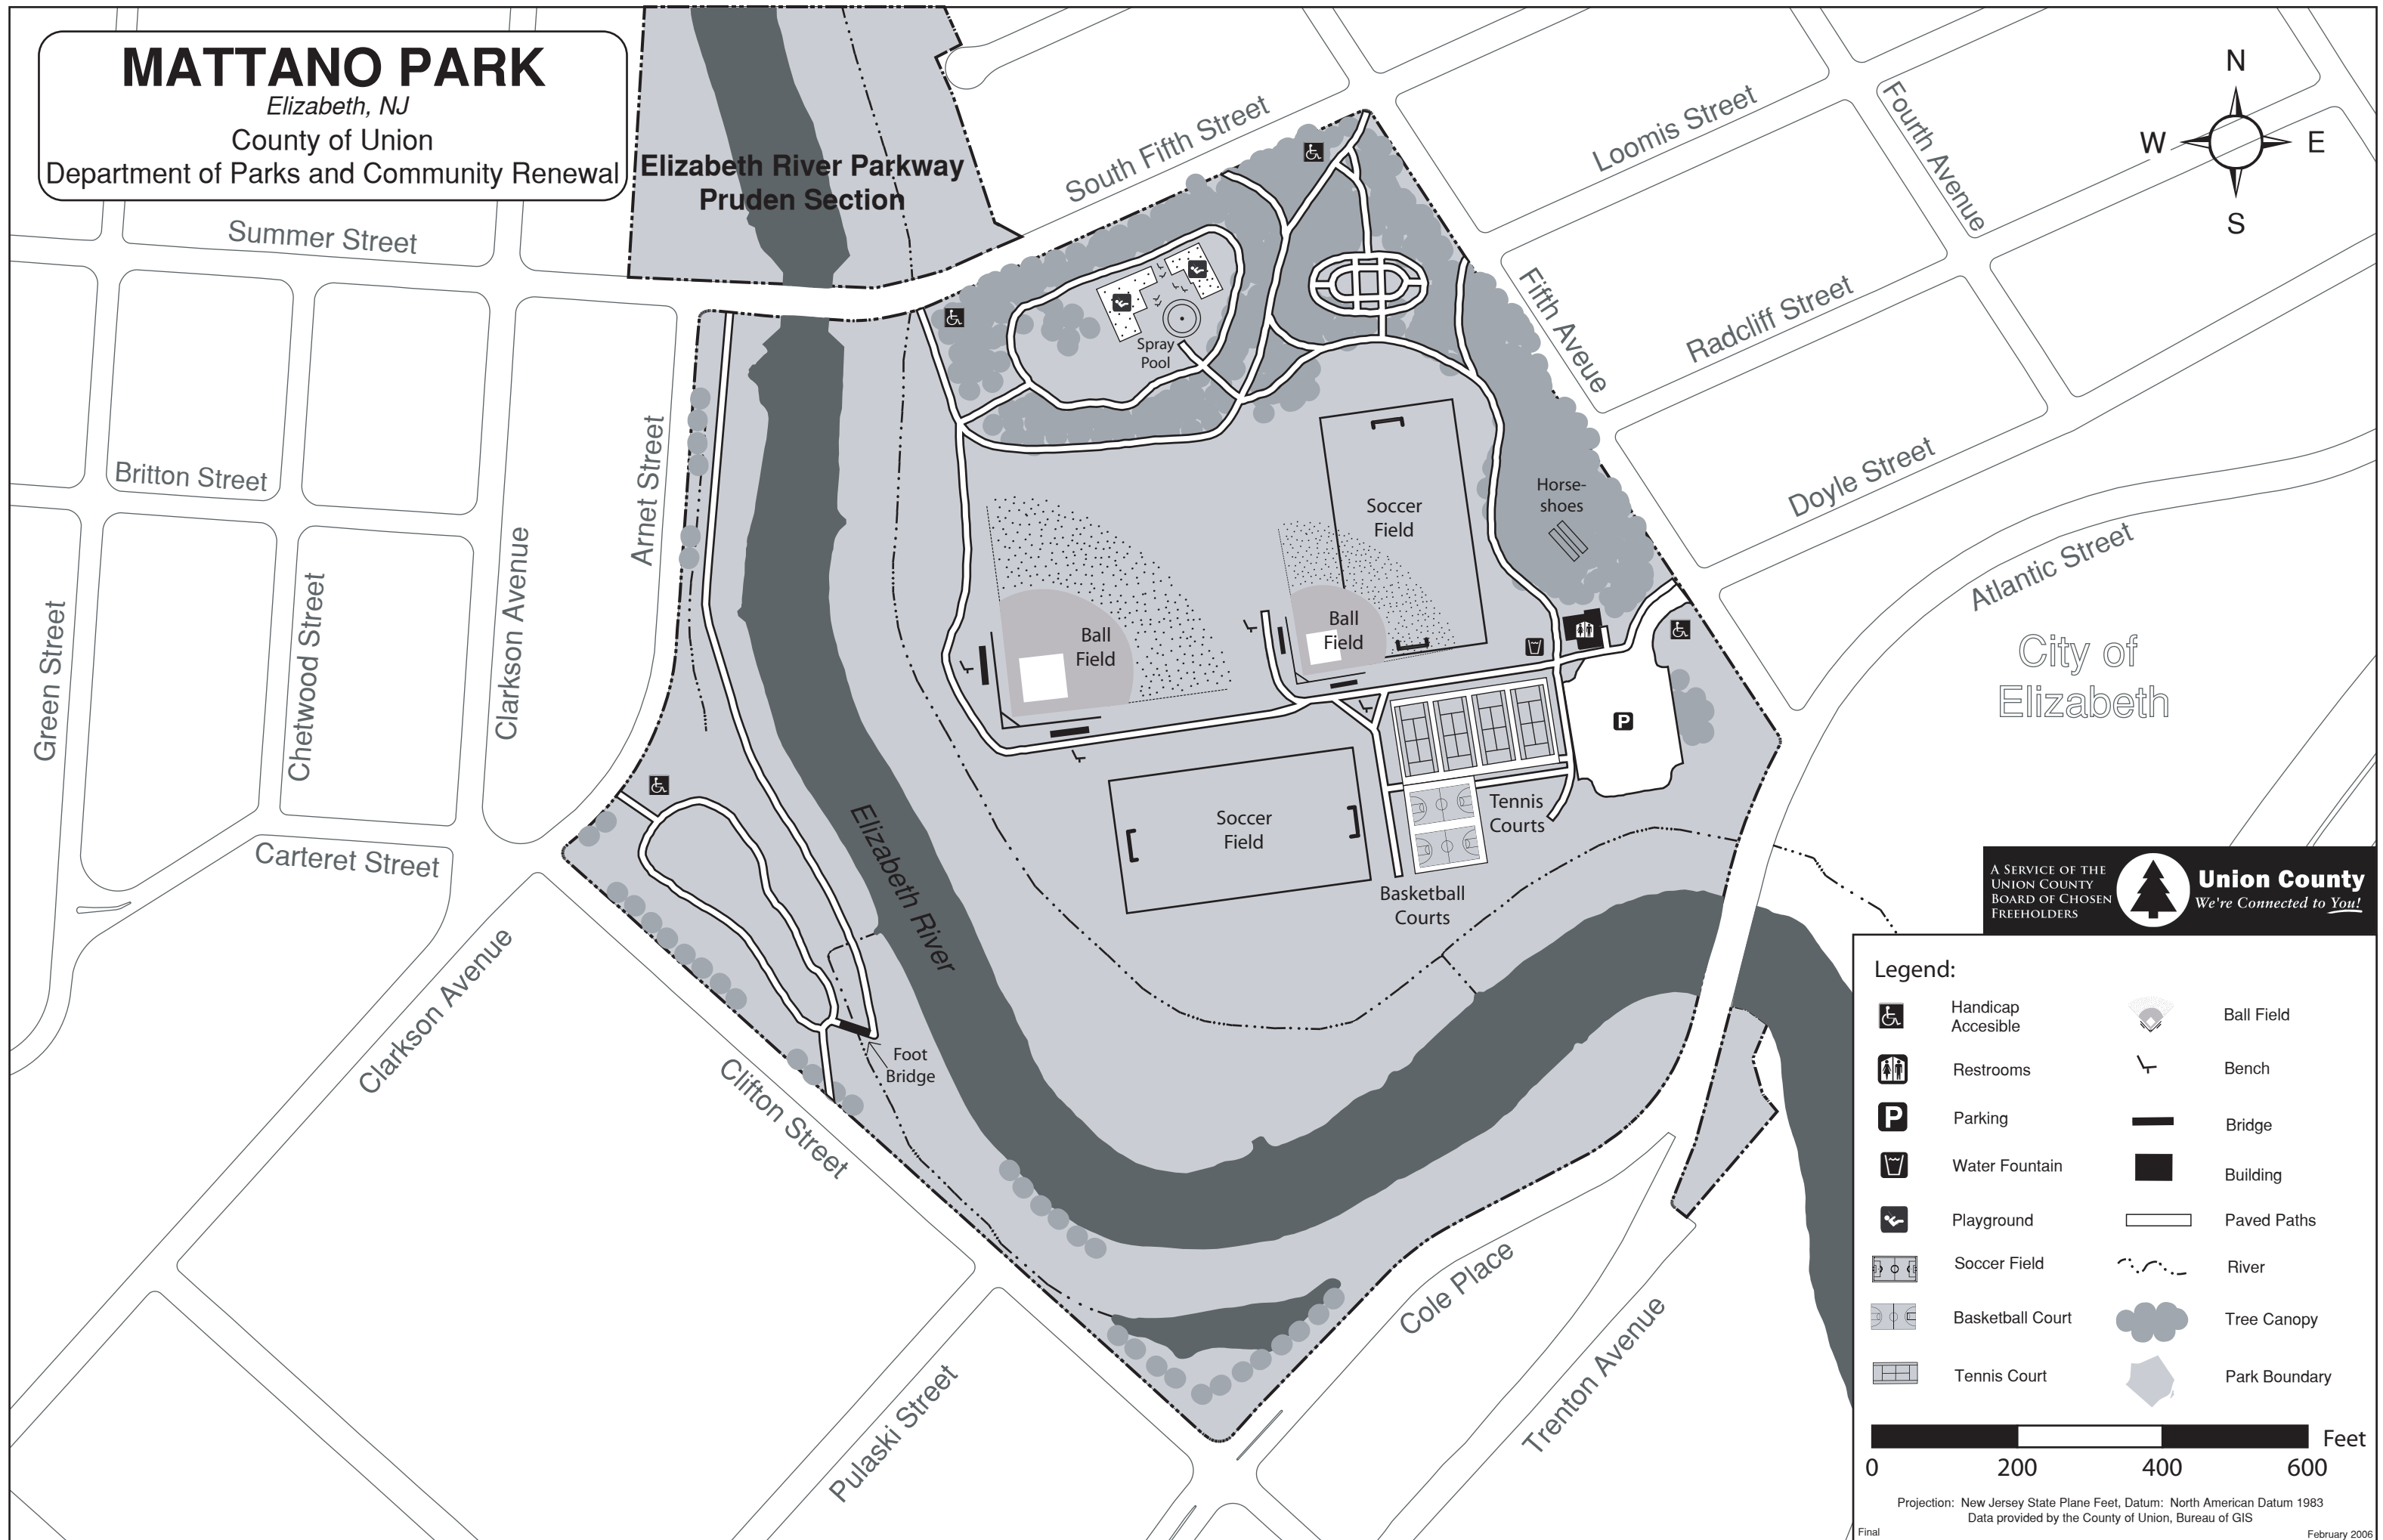 MATTANO PARK
Elizabeth, NJ
County of Union
Department of Parks and Community Renewal
Elizabeth River Parkway
Pruden Section
South Fifth Street
Loomis Street
Fourth Avenue
N
W
E
S
Summer Street
Fifth Aveue
Radcliff Street
Spray
Pool
Britton Street
Arnet Street
Clarkson Avenue
Chetwood Street
Green Street
Carteret Street
Soccer
Field
Horse-
shoes
Doyle Street
Atlantic Street
City of
Elizabeth
Ball
Field
Ball
Field
P
Soccer
Field
Tennis
Courts
Basketball
Courts
Elizabeth River
Foot
Bridge
Clarkson Avenue
Clifton Street
Pulaski Street
Cole Place
Trenton Avenue
A Service of the
Union County
Board of Chosen
Freeholders
Union County
We're Connected to You!
Legend:
Handicap
Accesible
Ball Field
Restrooms
Bench
P
Parking
Bridge
Water Fountain
Building
Playground
Paved Paths
Soccer Field
River
Basketball Court
Tree Canopy
Tennis Court
Park Boundary
Feet
0 200 400 600
Projection: New Jersey State Plane Feet, Datum: North American Datum 1983
Data provided by the County of Union, Bureau of GIS
Final
February 2006